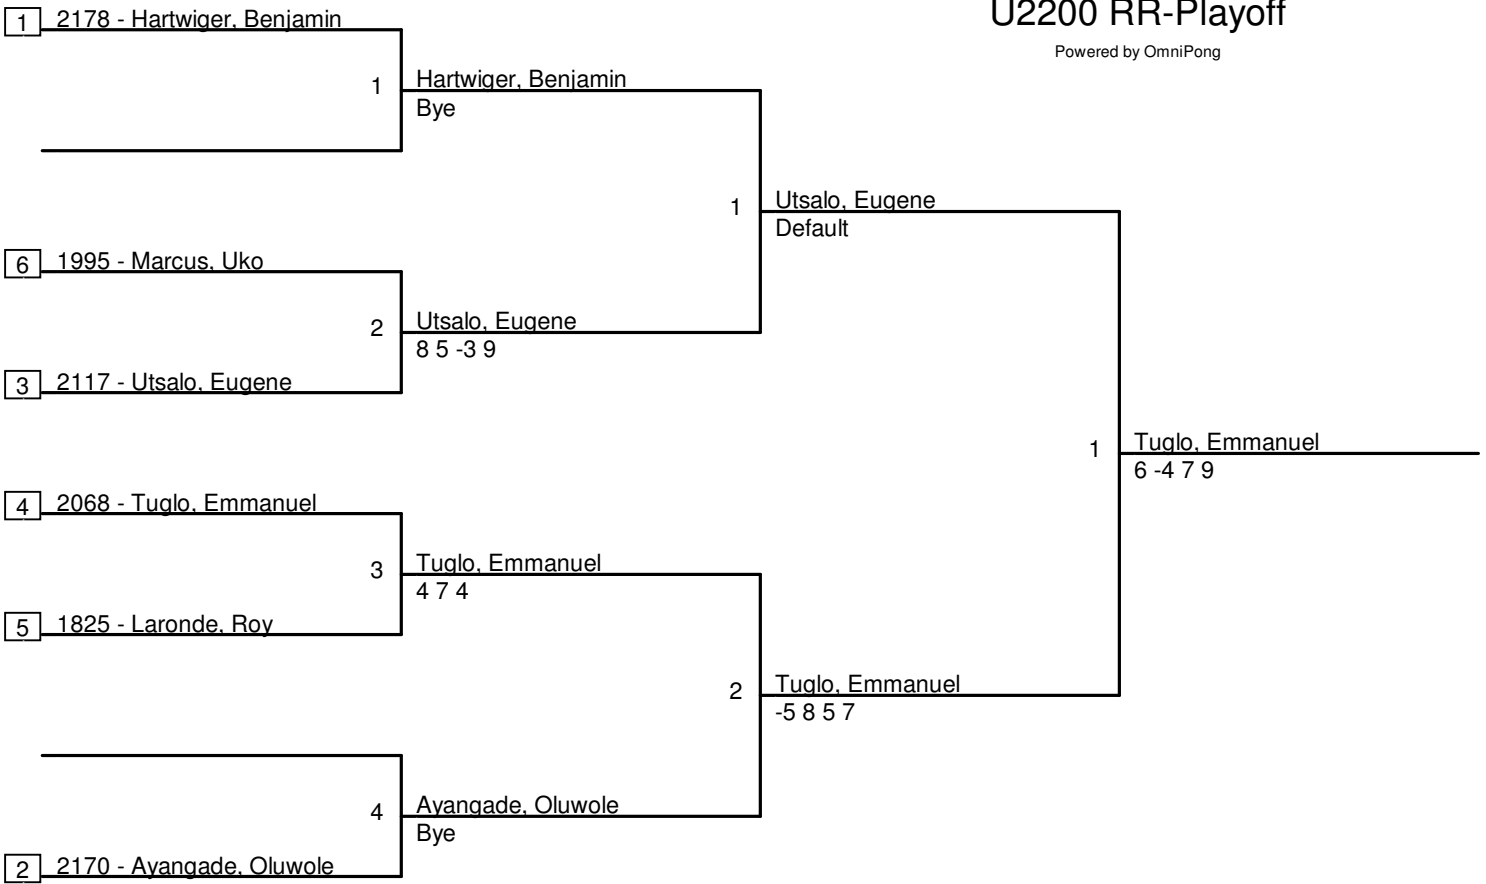 U2200 RR-Playoff
Powered by OmniPong
1 2178 - Hartwiger, Benjamin
1 Hartwiger, Benjamin
Bye
1 Utsalo, Eugene
Default
6 1995 - Marcus, Uko
2 Utsalo, Eugene
8 5 -3 9
3 2117 - Utsalo, Eugene
1 Tuglo, Emmanuel
6 -4 7 9
4 2068 - Tuglo, Emmanuel
3 Tuglo, Emmanuel
4 7 4
5 1825 - Laronde, Roy
2 Tuglo, Emmanuel
-5 8 5 7
4 Ayangade, Oluwole
Bye
2 2170 - Ayangade, Oluwole